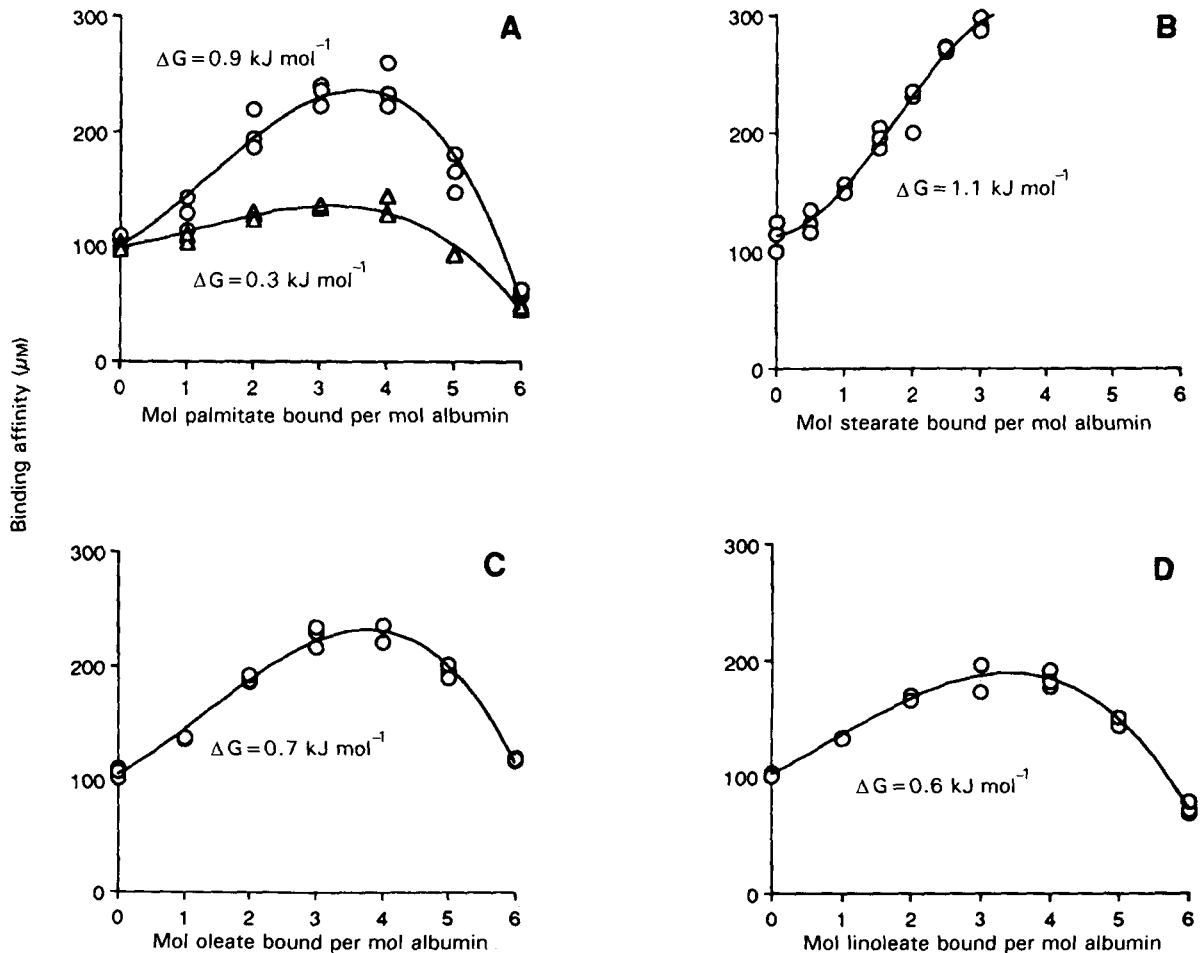 Binding affinity (μM)
A
300
200
100
0
ΔG=0.9 kJ mol⁻¹
ΔG=0.3 kJ mol⁻¹
0 1 2 3 4 5 6
Mol palmitate bound per mol albumin
B
300
200
100
0
ΔG=1.1 kJ mol⁻¹
0 1 2 3 4 5 6
Mol stearate bound per mol albumin
C
300
200
100
0
ΔG=0.7 kJ mol⁻¹
0 1 2 3 4 5 6
Mol oleate bound per mol albumin
D
300
200
100
0
ΔG=0.6 kJ mol⁻¹
0 1 2 3 4 5 6
Mol linoleate bound per mol albumin